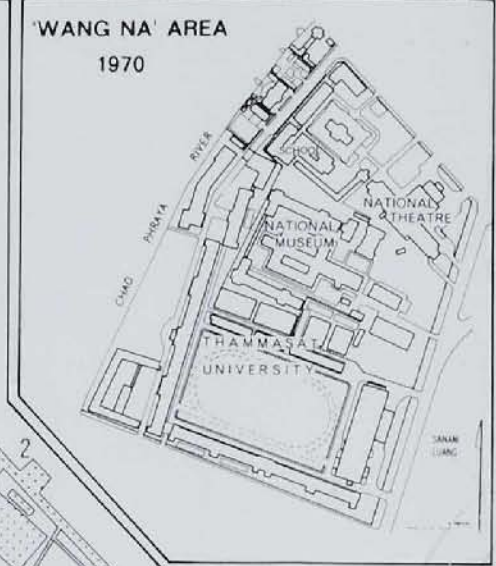 'WANG NA' AREA
1970
RIVER
PHRAYA
CHAO
SCHOOL
NATIONAL
THEATRE
NATIONAL
MUSEUM
THAMMASAT
UNIVERSITY
SANAM
LUANG
2